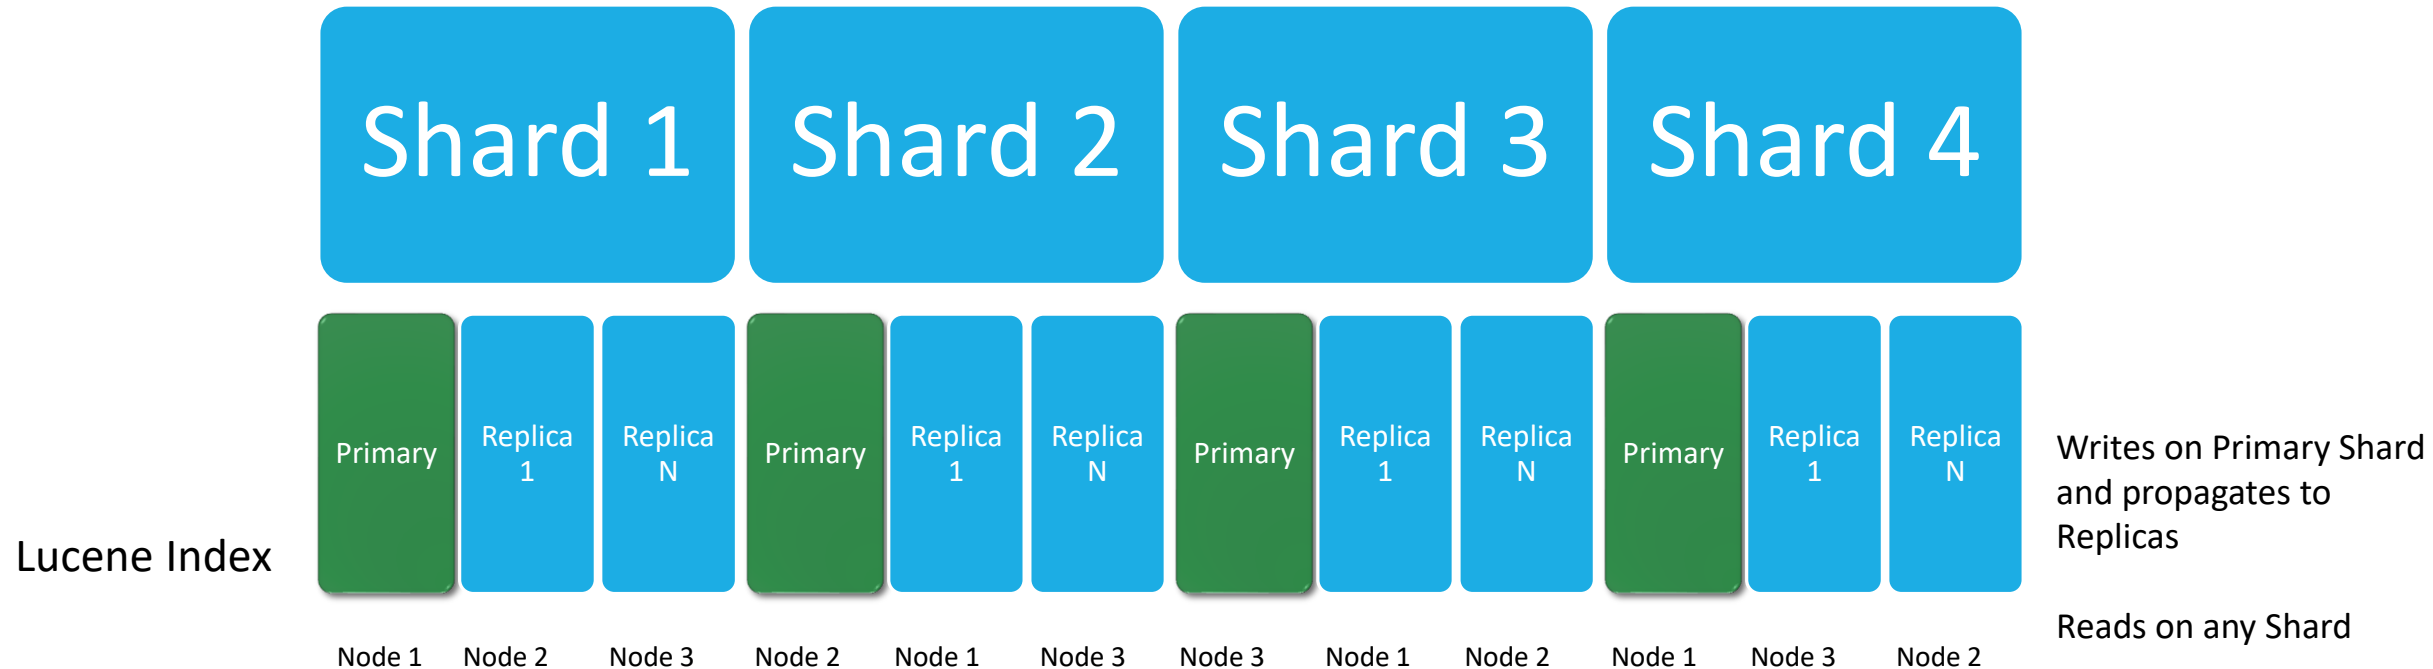 Shard 1
Shard 2
Shard 3
Shard 4
Lucene Index
Primary
Replica
1
Replica
N
Primary
Replica
1
Replica
N
Primary
Replica
1
Replica
N
Primary
Replica
1
Replica
N
Node 1
Node 2
Node 3
Node 2
Node 1
Node 3
Node 3
Node 1
Node 2
Node 1
Node 3
Node 2
Writes on Primary Shard
and propagates to
Replicas
Reads on any Shard